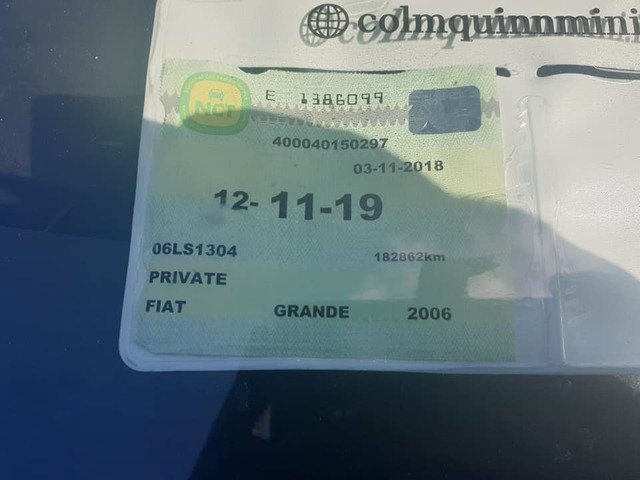 colmquinnmini
NCT
E 1386099
400040150297
03-11-2018
12- 11-19
06LS1304 182862km
PRIVATE
FIAT GRANDE 2006